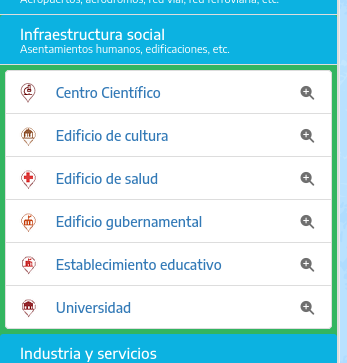 Aeropuertos, aeródromos, red vial, red ferroviaria, etc.
Infraestructura social
Asentamientos humanos, edificaciones, etc.
Centro Científico
Edificio de cultura
Edificio de salud
Edificio gubernamental
Establecimiento educativo
Universidad
Industria y servicios